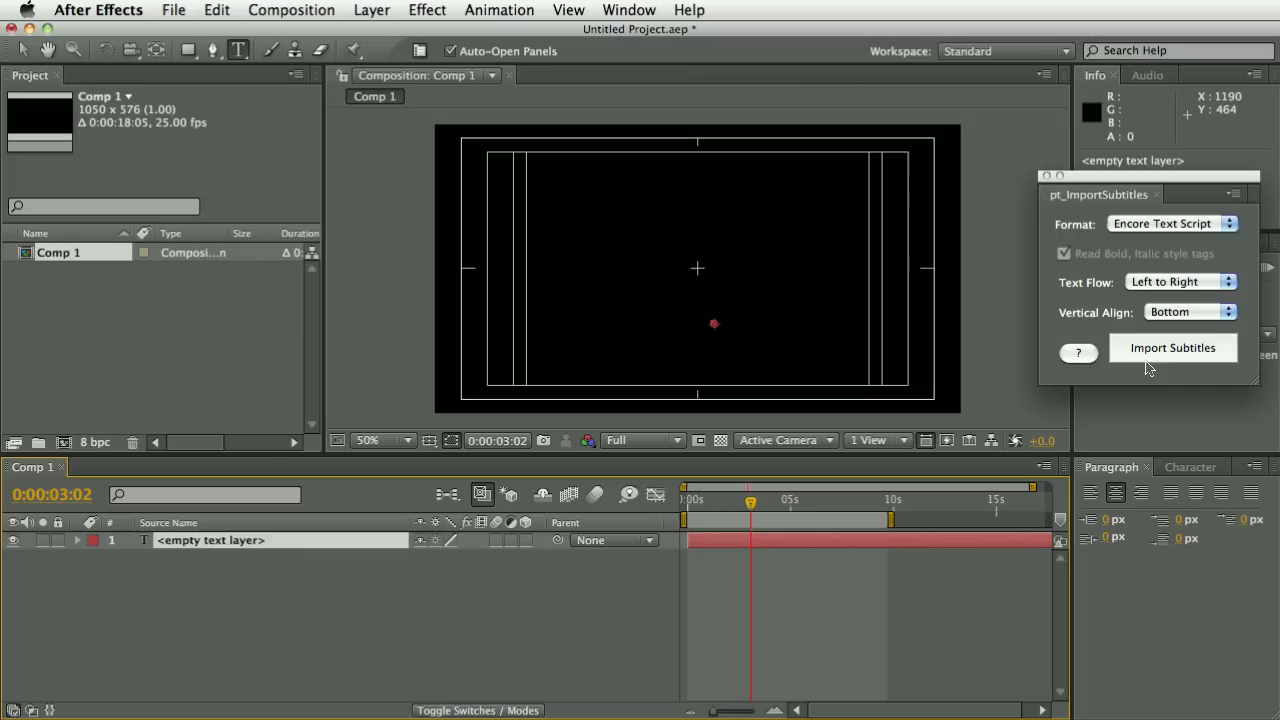 After Effects File Edit Composition Layer Effect Animation View Window Help
Untitled Project.aep *
T Auto-Open Panels Workspace: Standard Search Help
Project Composition: Comp 1 Info Audio
Comp 1
1050 x 576 (1.00)
Δ 0:00:18:05, 25.00 fps
Comp 1
R :
G :
B :
A : 0
X : 1190
Y : 464
<empty text layer>
pt_ImportSubtitles
Format: Encore Text Script
Read Bold, Italic style tags
Text Flow: Left to Right
Vertical Align: Bottom
? Import Subtitles
Name Type Size Duration
Comp 1 Composi...n Δ 0:
8 bpc 50% 0:00:03:02 Full Active Camera 1 View +0.0
Comp 1 Paragraph Character
0:00:03:02 :00s 05s 10s 15s
# Source Name Parent
1 T <empty text layer> None
0 px 0 px 0 px
0 px 0 px
Toggle Switches / Modes